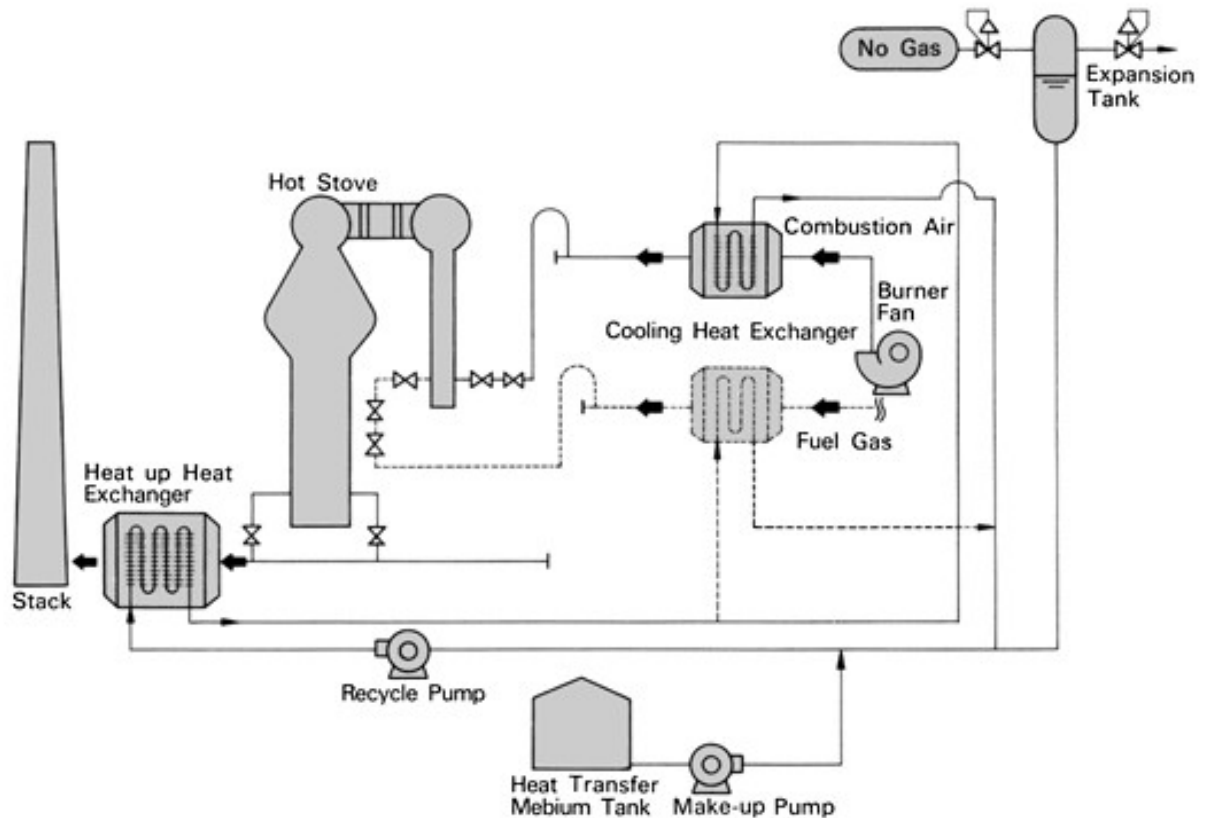 No Gas
Expansion
Tank
Hot Stove
Combustion Air
Burner
Fan
Cooling Heat Exchanger
Fuel Gas
Heat up Heat
Exchanger
Stack
Recycle Pump
Heat Transfer
Mebium Tank
Make-up Pump